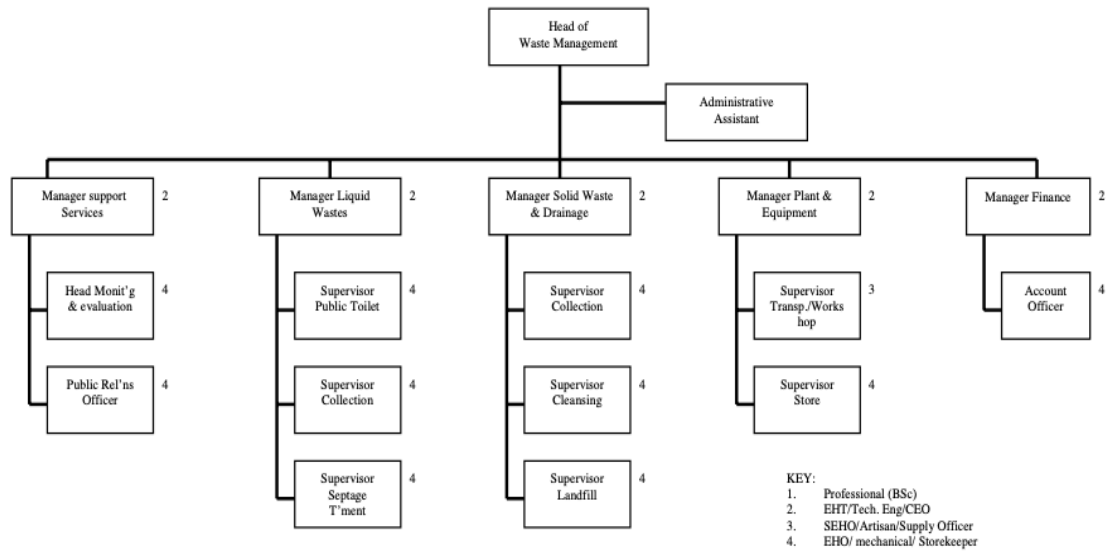 Head of
Waste Management
Administrative
Assistant
Manager support
Services
2
Manager Liquid
Wastes
2
Manager Solid Waste
& Drainage
2
Manager Plant &
Equipment
2
Manager Finance
2
Head Monit'g
& evaluation
4
Supervisor
Public Toilet
4
Supervisor
Collection
4
Supervisor
Transp./Works
hop
3
Account
Officer
4
Public Rel'ns
Officer
4
Supervisor
Collection
4
Supervisor
Cleansing
4
Supervisor
Store
4
Supervisor
Septage
T'ment
4
Supervisor
Landfill
4
KEY:
1. Professional (BSc)
2. EHT/Tech. Eng/CEO
3. SEHO/Artisan/Supply Officer
4. EHO/ mechanical/ Storekeeper